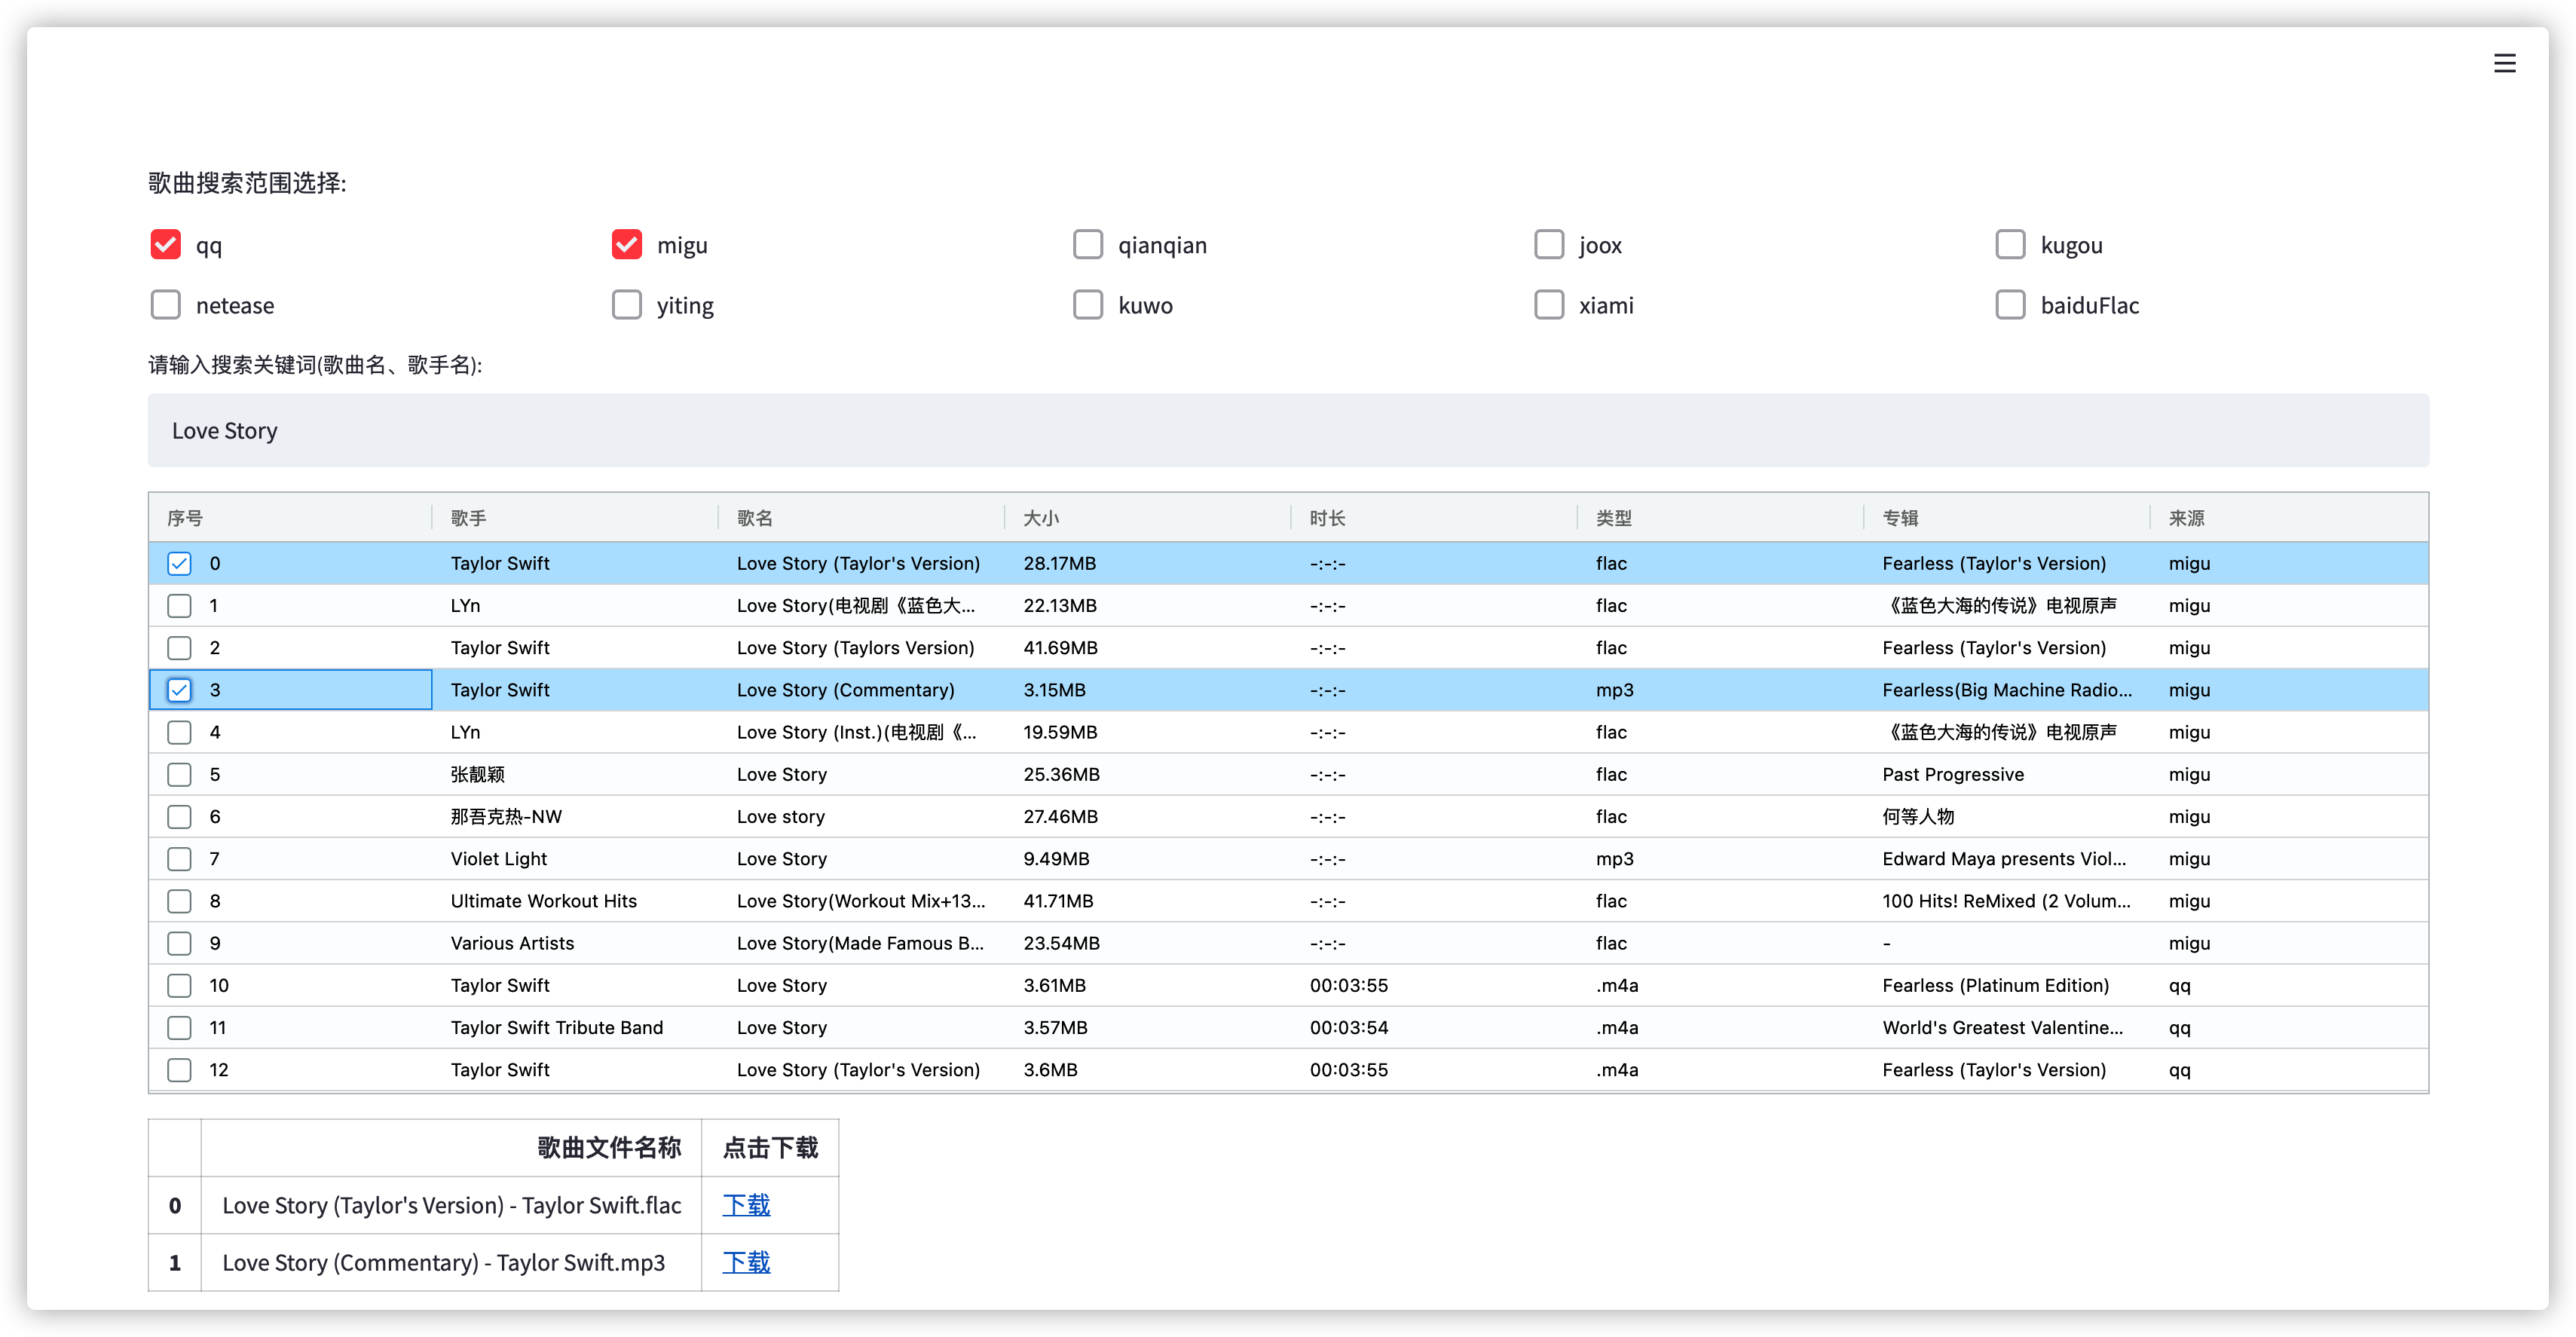 歌曲搜索范围选择:
qq migu qianqian joox kugou
netease yiting kuwo xiami baiduFlac
请输入搜索关键词(歌曲名、歌手名):
Love Story
序号 歌手 歌名 大小 时长 类型 专辑 来源
0 Taylor Swift Love Story (Taylor's Version) 28.17MB -:-:- flac Fearless (Taylor's Version) migu
1 LYn Love Story(电视剧《蓝色大... 22.13MB -:-:- flac 《蓝色大海的传说》电视原声 migu
2 Taylor Swift Love Story (Taylors Version) 41.69MB -:-:- flac Fearless (Taylor's Version) migu
3 Taylor Swift Love Story (Commentary) 3.15MB -:-:- mp3 Fearless(Big Machine Radio... migu
4 LYn Love Story (Inst.)(电视剧《... 19.59MB -:-:- flac 《蓝色大海的传说》电视原声 migu
5 张靓颖 Love Story 25.36MB -:-:- flac Past Progressive migu
6 那吾克热-NW Love story 27.46MB -:-:- flac 何等人物 migu
7 Violet Light Love Story 9.49MB -:-:- mp3 Edward Maya presents Viol... migu
8 Ultimate Workout Hits Love Story(Workout Mix+13... 41.71MB -:-:- flac 100 Hits! ReMixed (2 Volum... migu
9 Various Artists Love Story(Made Famous B... 23.54MB -:-:- flac - migu
10 Taylor Swift Love Story 3.61MB 00:03:55 .m4a Fearless (Platinum Edition) qq
11 Taylor Swift Tribute Band Love Story 3.57MB 00:03:54 .m4a World's Greatest Valentine... qq
12 Taylor Swift Love Story (Taylor's Version) 3.6MB 00:03:55 .m4a Fearless (Taylor's Version) qq
歌曲文件名称 点击下载
0 Love Story (Taylor's Version) - Taylor Swift.flac 下载
1 Love Story (Commentary) - Taylor Swift.mp3 下载